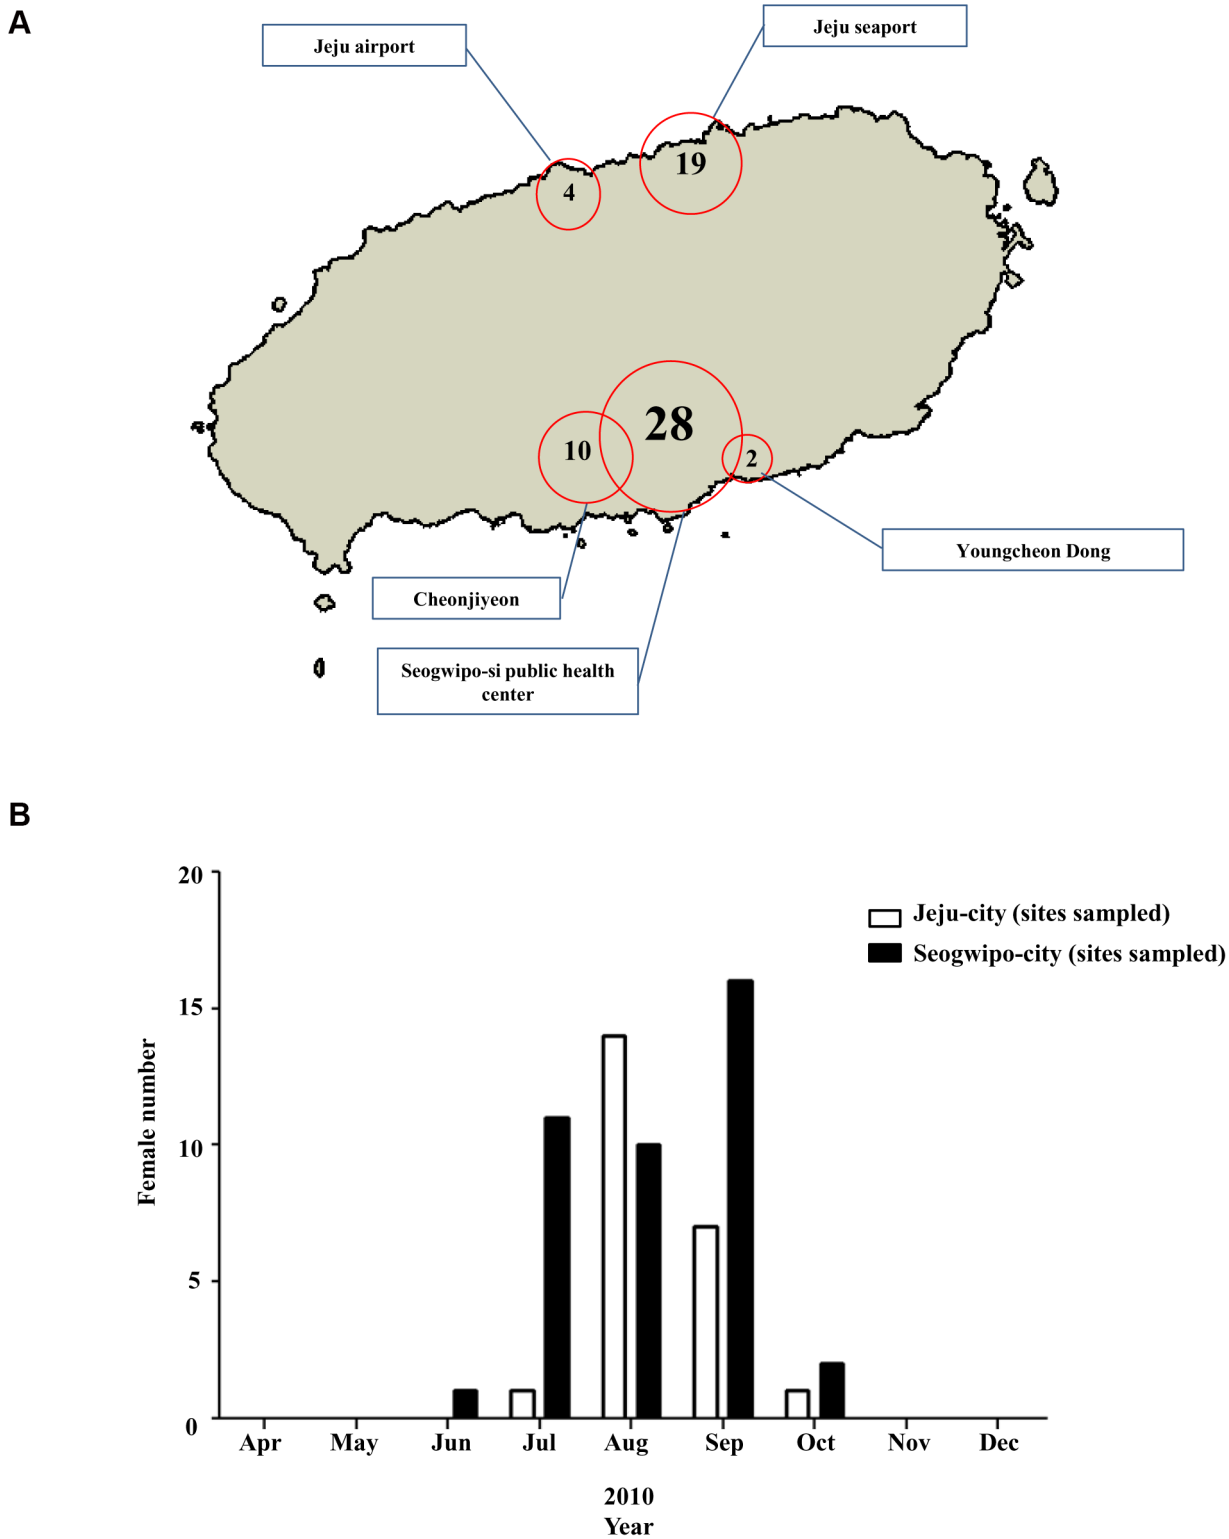 A
Jeju airport
Jeju seaport
19
4
28
10
2
Youngcheon Dong
Cheonjiyeon
Seogwipo-si public health
center
B
20
15
10
5
0
Female number
Jeju-city (sites sampled)
Seogwipo-city (sites sampled)
Apr May Jun Jul Aug Sep Oct Nov Dec
2010
Year